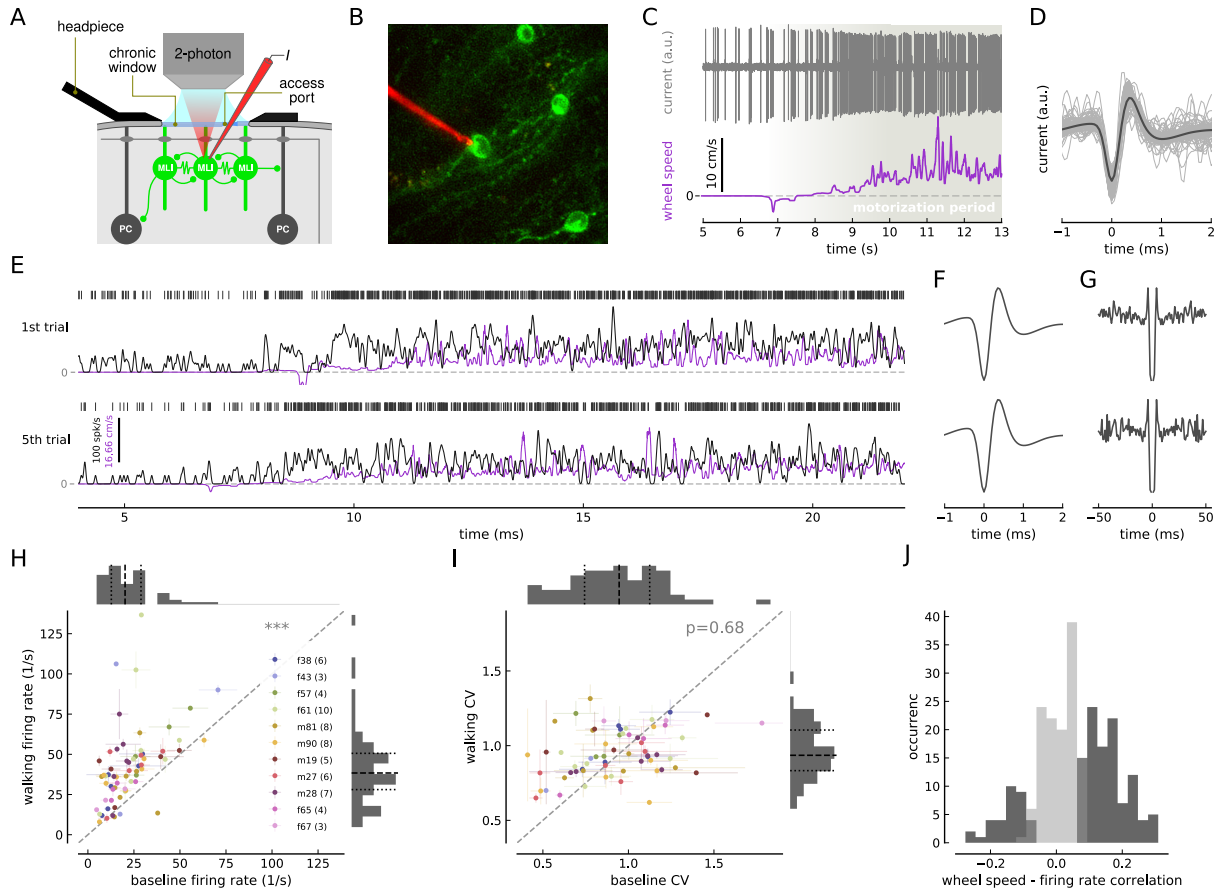 A
headpiece
chronic
window
2-photon
I
access
port
MLI
MLI
MLI
PC
PC
B
C
current (a.u.)
wheel speed
10 cm/s
0
motorization period
5 6 7 8 9 10 11 12 13
time (s)
D
current (a.u.)
−1 0 1 2
time (ms)
E
1st trial
0
5th trial
100 spk/s
16,66 cm/s
0
5 10 15 20
time (ms)
F
−1 0 1 2
time (ms)
G
−50 0 50
time (ms)
H
walking firing rate (1/s)
125
100
75
50
25
0
***
f38 (6)
f43 (3)
f57 (4)
f61 (10)
m81 (8)
m90 (8)
m19 (5)
m27 (6)
m28 (7)
f65 (4)
f67 (3)
0 25 50 75 100 125
baseline firing rate (1/s)
I
walking CV
p=0.68
1.5
1.0
0.5
0.5 1.0 1.5
baseline CV
J
occurrenc
40
35
30
25
20
15
10
5
0
−0.2 0.0 0.2
wheel speed - firing rate correlation